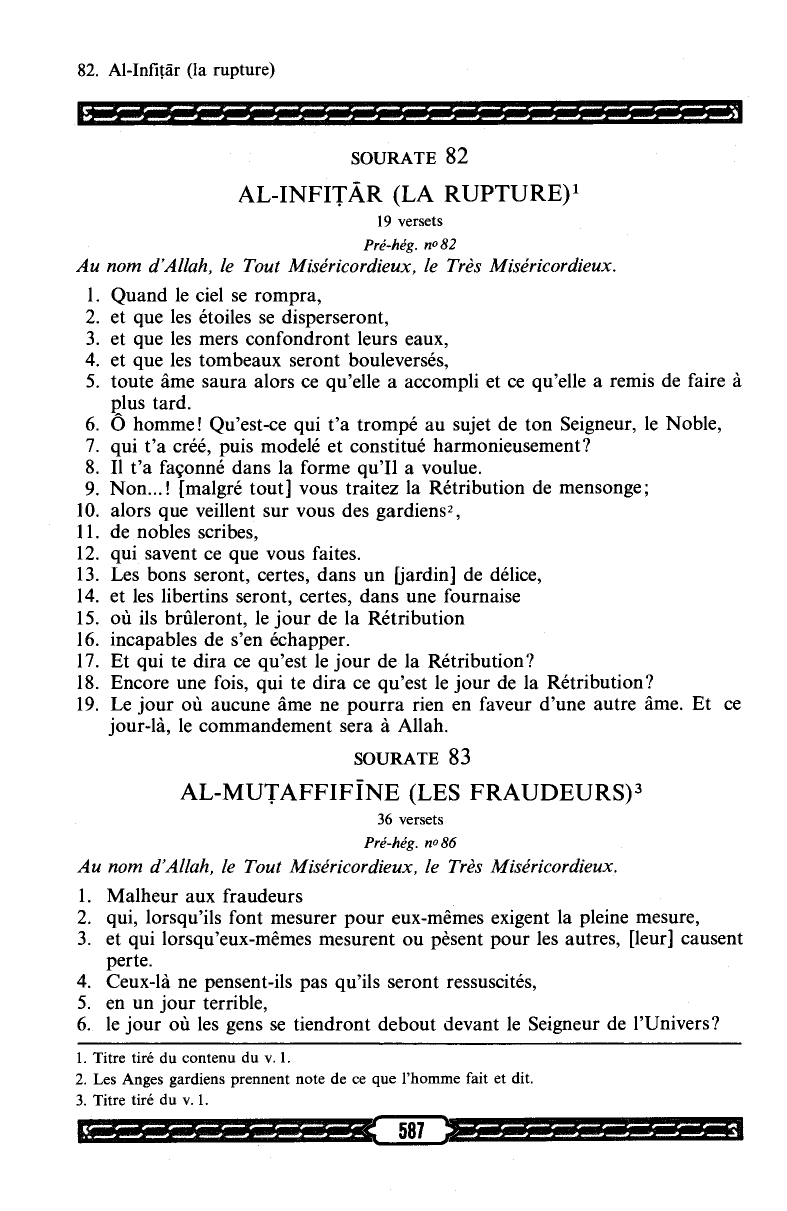 82. Al-Infiṭār (la rupture)
SOURATE 82
AL-INFIṬĀR (LA RUPTURE)¹
19 versets
Pré-hég. nº 82
Au nom d'Allah, le Tout Miséricordieux, le Très Miséricordieux.
1. Quand le ciel se rompra,
2. et que les étoiles se disperseront,
3. et que les mers confondront leurs eaux,
4. et que les tombeaux seront bouleversés,
5. toute âme saura alors ce qu'elle a accompli et ce qu'elle a remis de faire à
plus tard.
6. Ô homme! Qu'est-ce qui t'a trompé au sujet de ton Seigneur, le Noble,
7. qui t'a créé, puis modelé et constitué harmonieusement?
8. Il t'a façonné dans la forme qu'Il a voulue.
9. Non...! [malgré tout] vous traitez la Rétribution de mensonge;
10. alors que veillent sur vous des gardiens²,
11. de nobles scribes,
12. qui savent ce que vous faites.
13. Les bons seront, certes, dans un [jardin] de délice,
14. et les libertins seront, certes, dans une fournaise
15. où ils brûleront, le jour de la Rétribution
16. incapables de s'en échapper.
17. Et qui te dira ce qu'est le jour de la Rétribution?
18. Encore une fois, qui te dira ce qu'est le jour de la Rétribution?
19. Le jour où aucune âme ne pourra rien en faveur d'une autre âme. Et ce
jour-là, le commandement sera à Allah.
SOURATE 83
AL-MUṬAFFIFĪNE (LES FRAUDEURS)³
36 versets
Pré-hég. nº 86
Au nom d'Allah, le Tout Miséricordieux, le Très Miséricordieux.
1. Malheur aux fraudeurs
2. qui, lorsqu'ils font mesurer pour eux-mêmes exigent la pleine mesure,
3. et qui lorsqu'eux-mêmes mesurent ou pèsent pour les autres, [leur] causent
perte.
4. Ceux-là ne pensent-ils pas qu'ils seront ressuscités,
5. en un jour terrible,
6. le jour où les gens se tiendront debout devant le Seigneur de l'Univers?
1. Titre tiré du contenu du v. 1.
2. Les Anges gardiens prennent note de ce que l'homme fait et dit.
3. Titre tiré du v. 1.
587